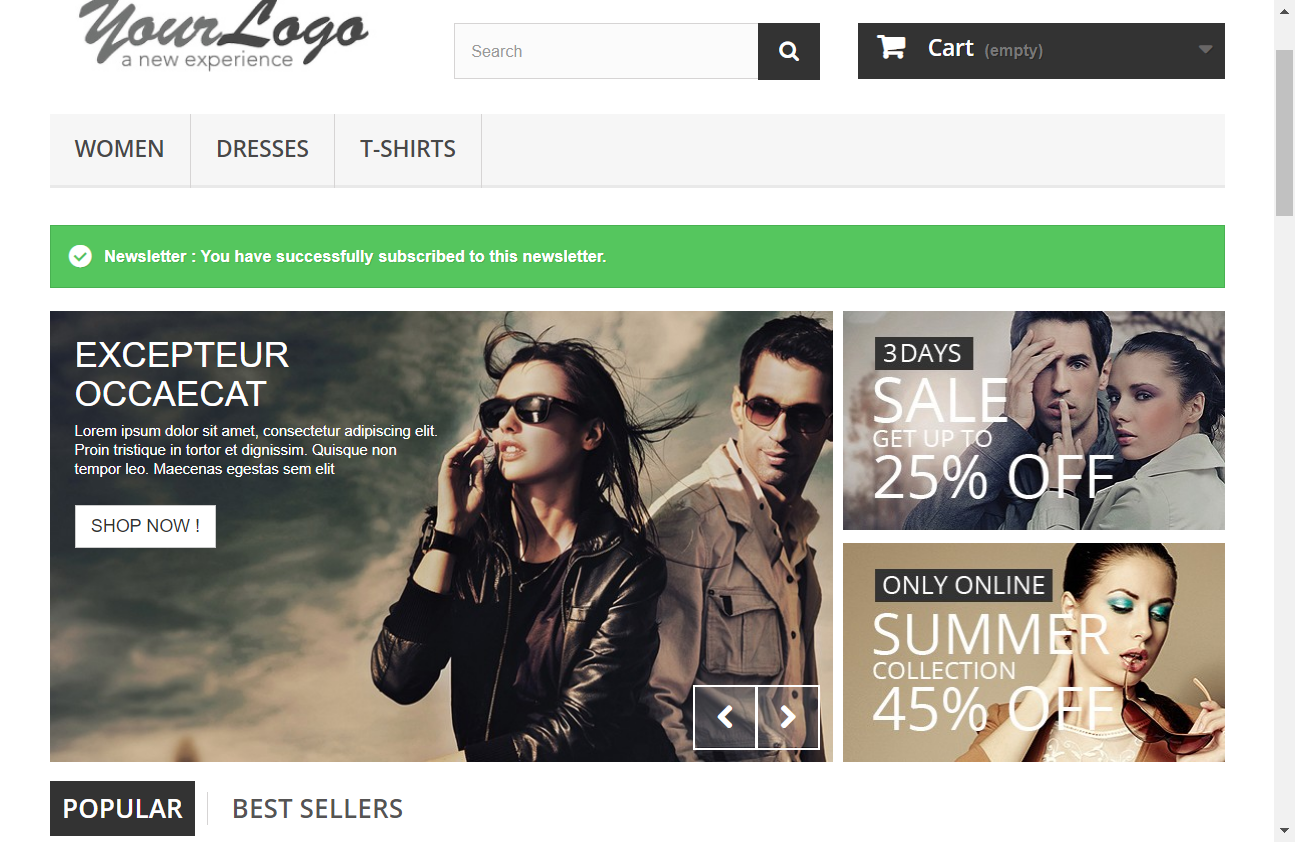 YourLogo
a new experience
Search
Cart (empty)
WOMEN
DRESSES
T-SHIRTS
Newsletter : You have successfully subscribed to this newsletter.
EXCEPTEUR
OCCAECAT
Lorem ipsum dolor sit amet, consectetur adipiscing elit.
Proin tristique in tortor et dignissim. Quisque non
tempor leo. Maecenas egestas sem elit
SHOP NOW !
3 DAYS
SALE
GET UP TO
25% OFF
ONLY ONLINE
SUMMER
COLLECTION
45% OFF
POPULAR
BEST SELLERS